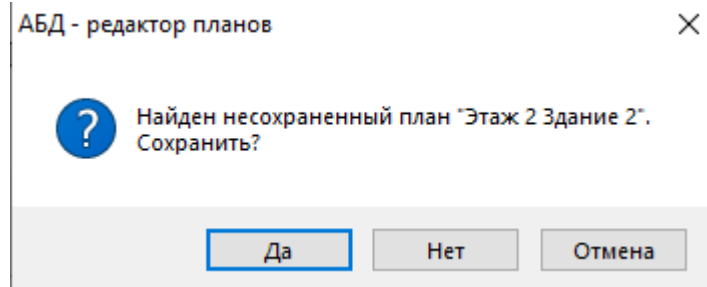 АБД - редактор планов
Найден несохраненный план "Этаж 2 Здание 2".
Сохранить?
Да Нет Отмена